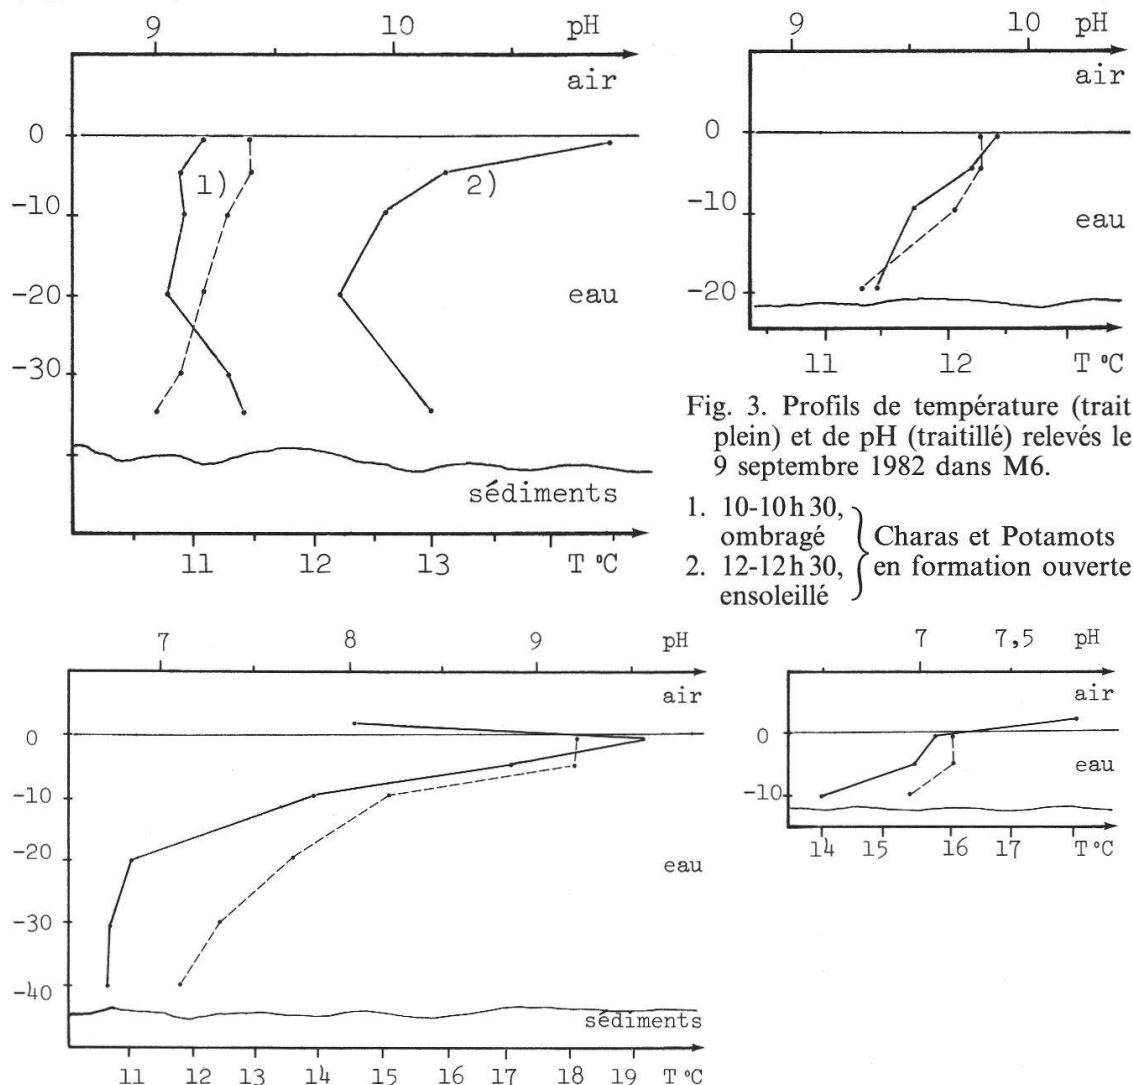 9 10 pH
air
0
1) 2)
-10
-20 eau
-30
sédiments
11 12 13 T °C
9 10 pH
air
0
-10
eau
-20
11 12 T °C
Fig. 3. Profils de température (trait
plein) et de pH (traitillé) relevés le
9 septembre 1982 dans M6.
1. 10-10h30,
ombragé
2. 12-12h30,
ensoleillé
Charas et Potamots
en formation ouverte
7 8 9 pH
air
0
-10
-20 eau
-30
-40
sédiments
11 12 13 14 15 16 17 18 19 T °C
7 7,5 pH
air
0
eau
-10
14 15 16 17 T °C